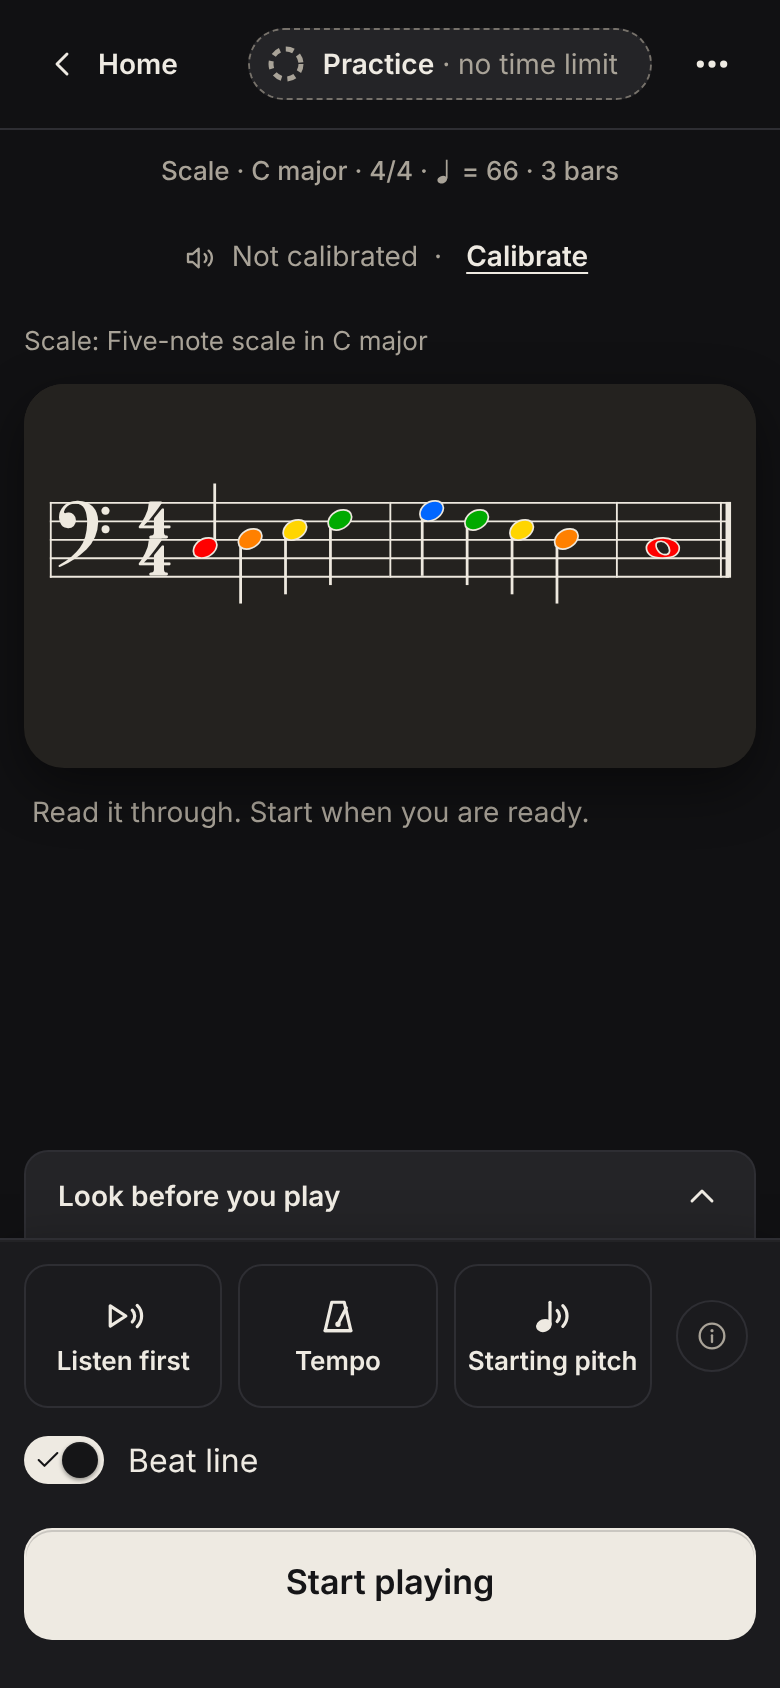 Home
Practice · no time limit
Scale · C major · 4/4 · ♩ = 66 · 3 bars
Not calibrated · Calibrate
Scale: Five-note scale in C major
4
4
Read it through. Start when you are ready.
Look before you play
Listen first
Tempo
Starting pitch
Beat line
Start playing